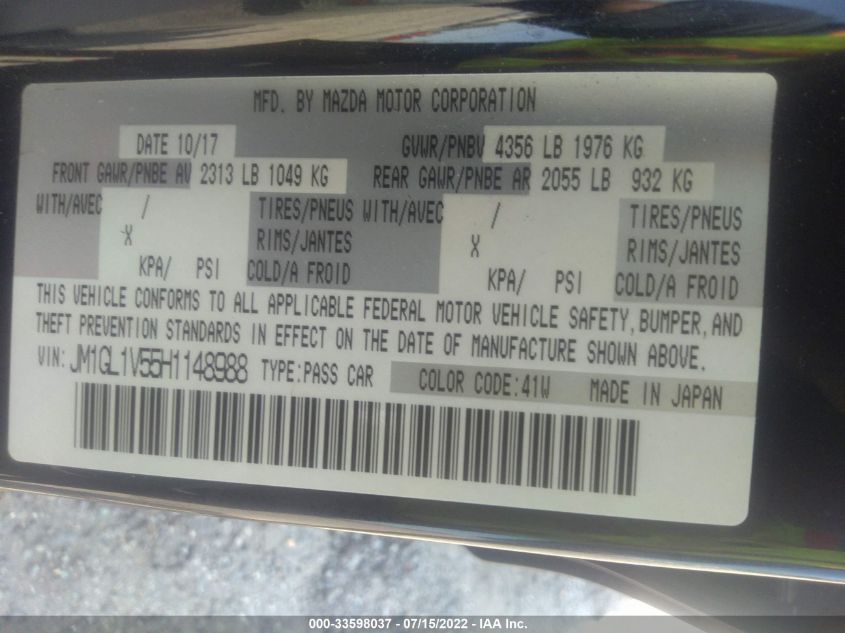 MFD. BY MAZDA MOTOR CORPORATION
DATE 10/17 GVWR/PNBV 4356 LB 1976 KG
FRONT GAWR/PNBE AV 2313 LB 1049 KG REAR GAWR/PNBE AR 2055 LB 932 KG
WITH/AVEC / TIRES/PNEUS WITH/AVEC / TIRES/PNEUS
X RIMS/JANTES X RIMS/JANTES
KPA/ PSI COLD/A FROID KPA/ PSI COLD/A FROID
THIS VEHICLE CONFORMS TO ALL APPLICABLE FEDERAL MOTOR VEHICLE SAFETY, BUMPER, AND
THEFT PREVENTION STANDARDS IN EFFECT ON THE DATE OF MANUFACTURE SHOWN ABOVE.
VIN: JM1GL1V55H1148988 TYPE:PASS CAR COLOR CODE:41W MADE IN JAPAN
000-33598037 - 07/15/2022 - IAA Inc.